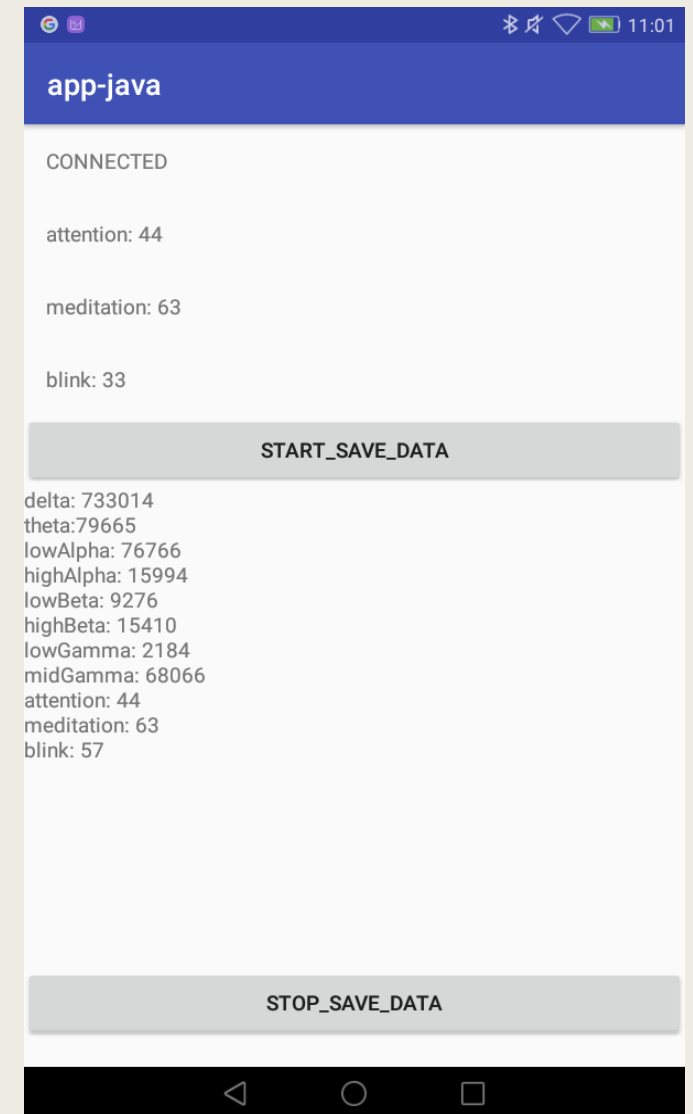 11:01
app-java
CONNECTED
attention: 44
meditation: 63
blink: 33
START_SAVE_DATA
delta: 733014
theta:79665
lowAlpha: 76766
highAlpha: 15994
lowBeta: 9276
highBeta: 15410
lowGamma: 2184
midGamma: 68066
attention: 44
meditation: 63
blink: 57
STOP_SAVE_DATA